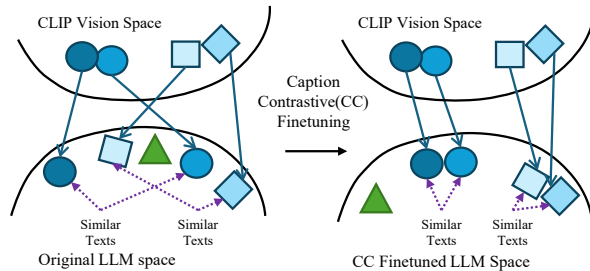 CLIP Vision Space
Similar
Texts
Similar
Texts
Original LLM space
Caption
Contrastive(CC)
Finetuning
CLIP Vision Space
Similar
Texts
Similar
Texts
CC Finetuned LLM Space